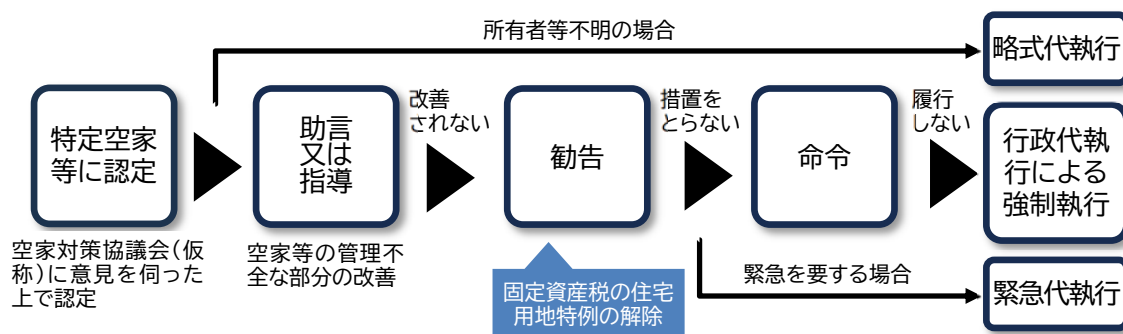 所有者等不明の場合
略式代執行
特定空家
等に認定
助言
又は
指導
改善
されない
勧告
措置を
とらない
命令
履行
しない
行政代執
行による
強制執行
空家対策協議会(仮
称)に意見を伺った
上で認定
空家等の管理不
全な部分の改善
固定資産税の住宅
用地特例の解除
緊急を要する場合
緊急代執行